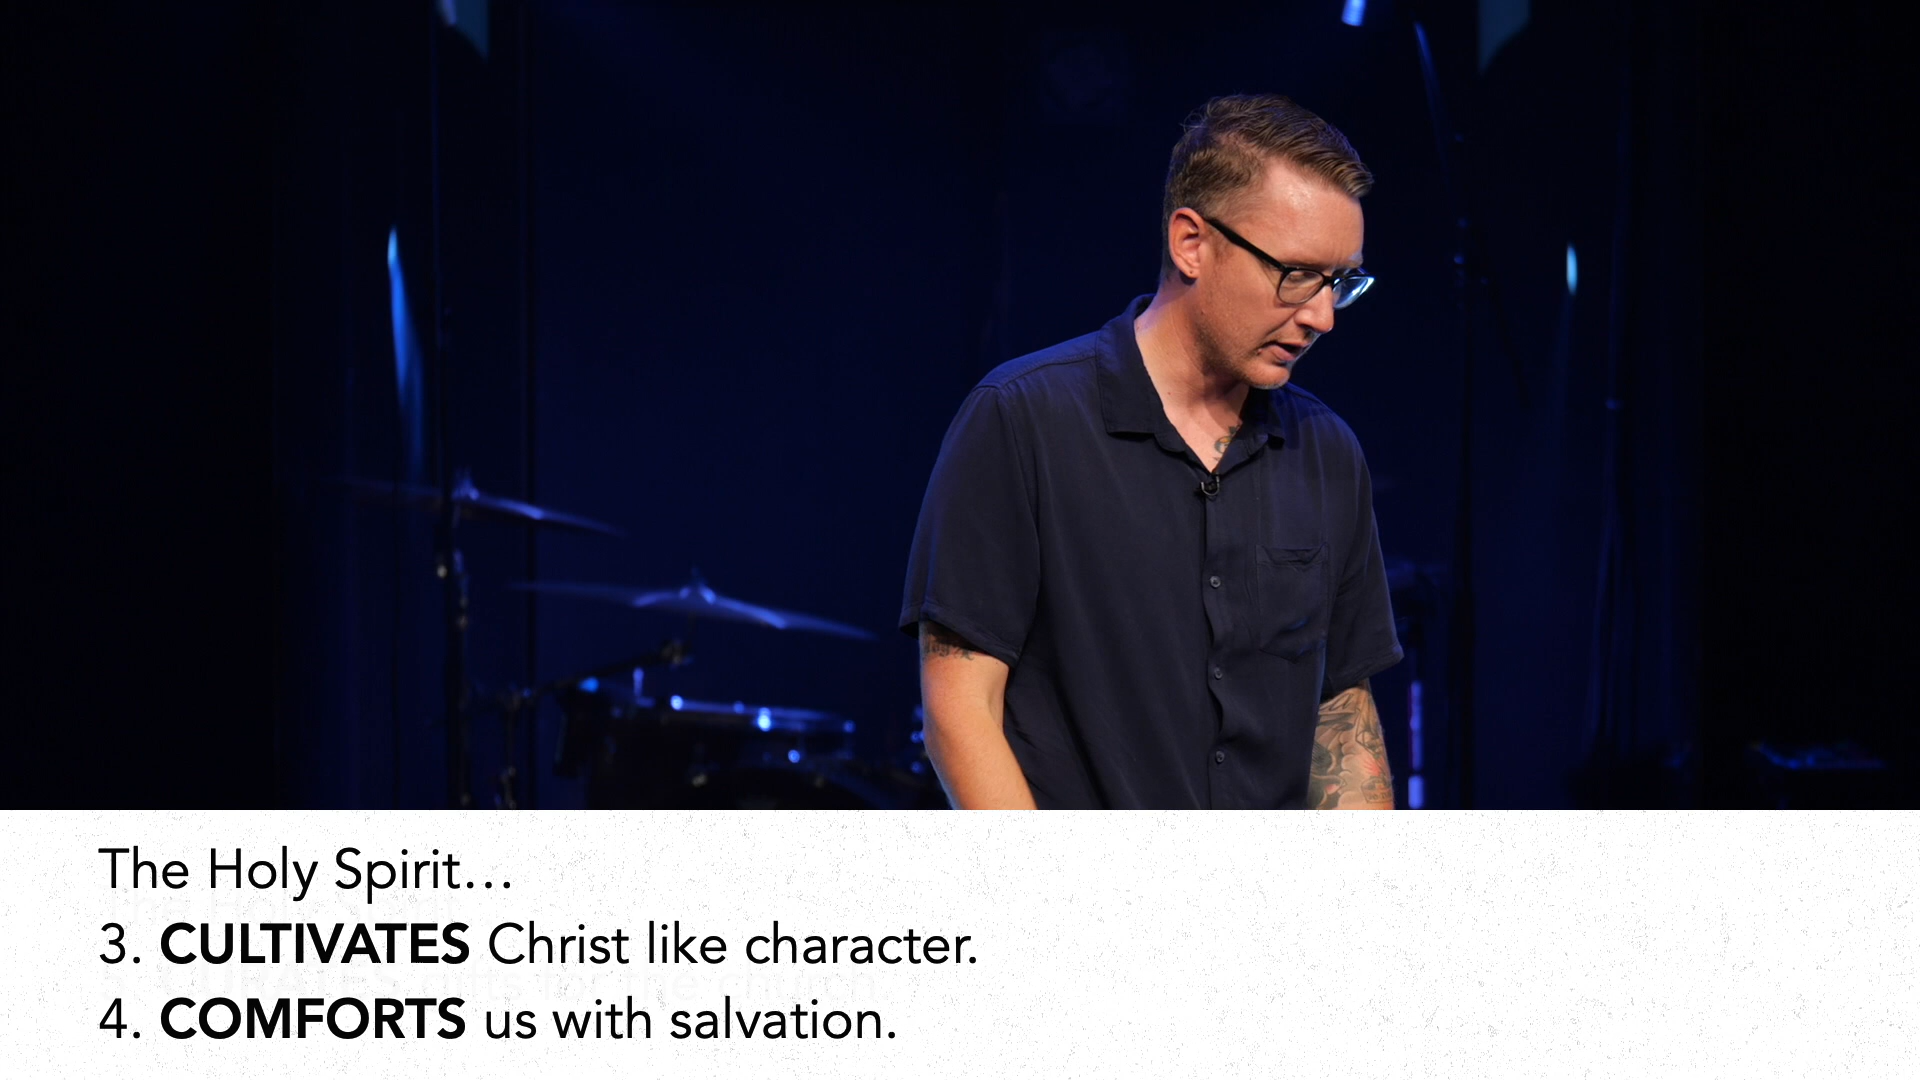 The Holy Spirit…
3. CULTIVATES Christ like character.
4. COMFORTS us with salvation.